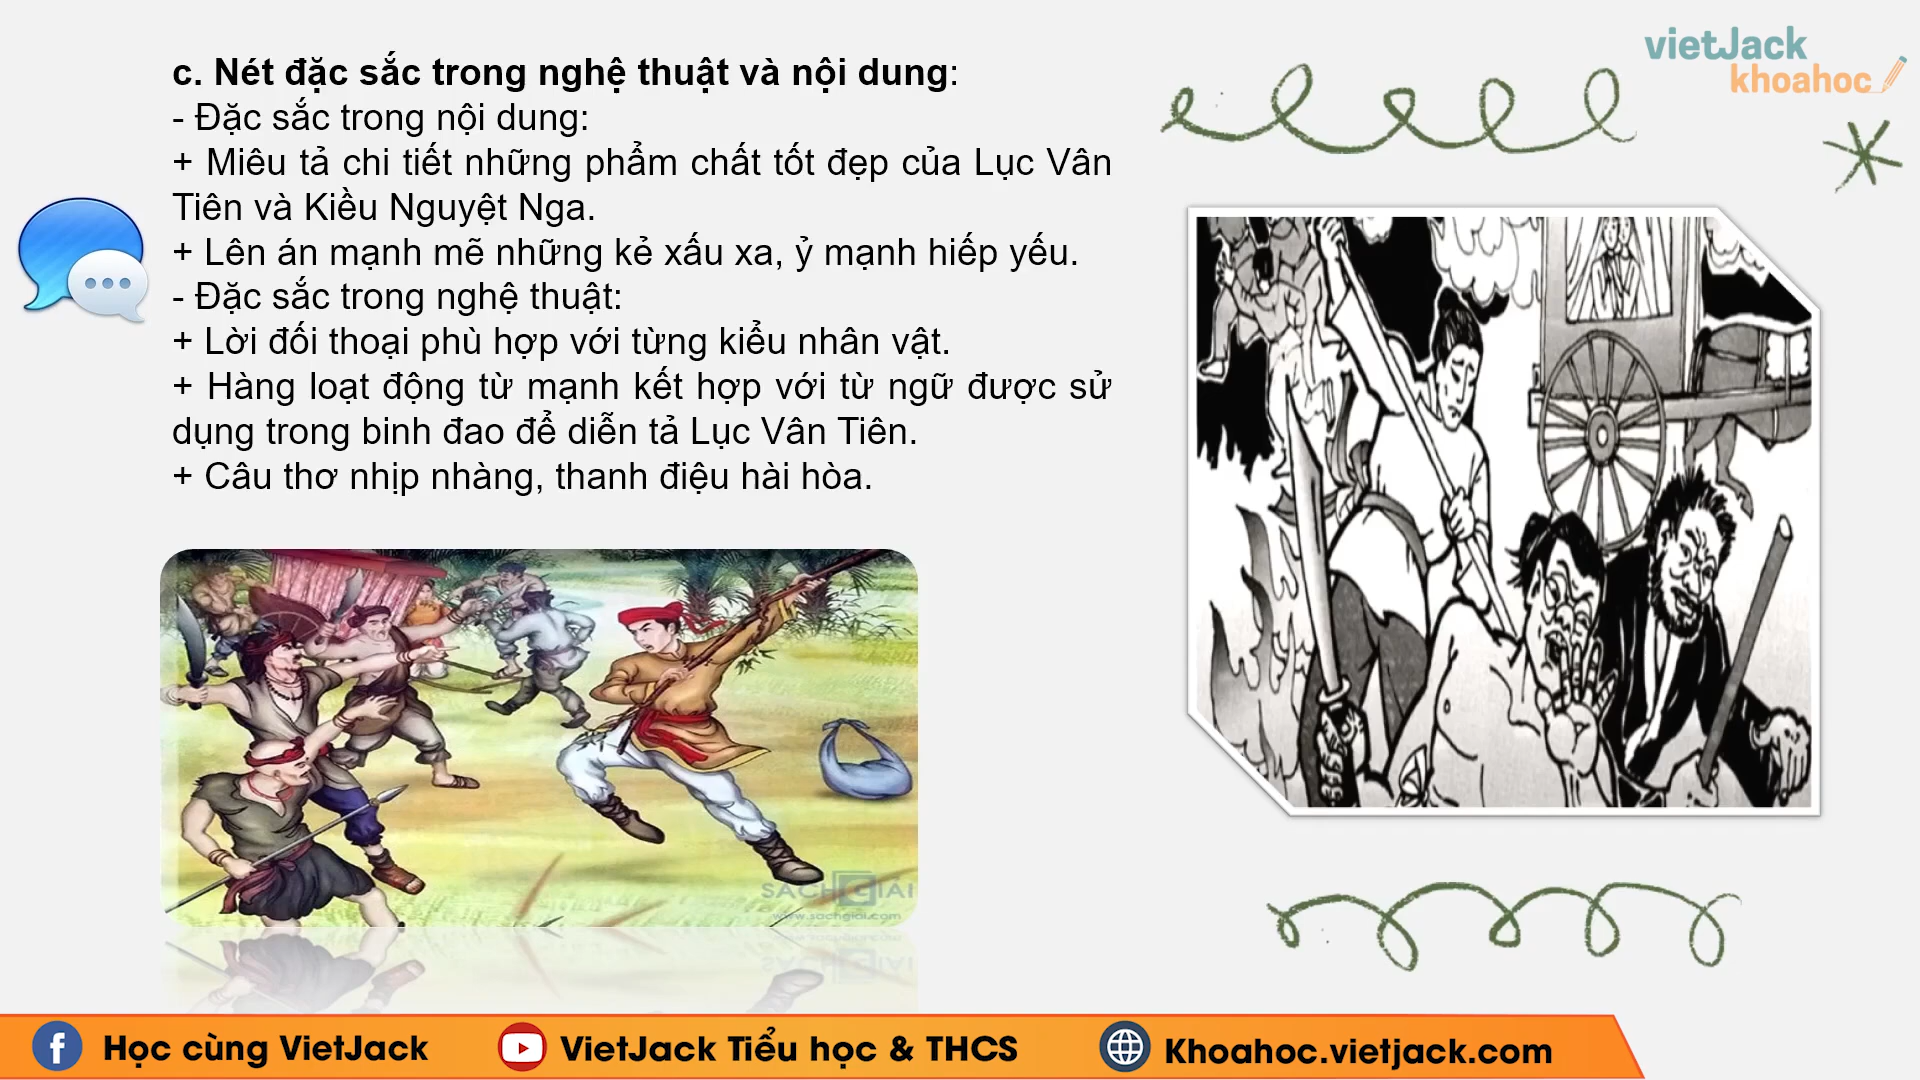 vietJack
khoahoc
c. Nét đặc sắc trong nghệ thuật và nội dung:
- Đặc sắc trong nội dung:
+ Miêu tả chi tiết những phẩm chất tốt đẹp của Lục Vân
Tiên và Kiều Nguyệt Nga.
+ Lên án mạnh mẽ những kẻ xấu xa, ỷ mạnh hiếp yếu.
- Đặc sắc trong nghệ thuật:
+ Lời đối thoại phù hợp với từng kiểu nhân vật.
+ Hàng loạt động từ mạnh kết hợp với từ ngữ được sử
dụng trong binh đao để diễn tả Lục Vân Tiên.
+ Câu thơ nhịp nhàng, thanh điệu hài hòa.
SACHGIAI
www.sachgiai.com
Học cùng VietJack
VietJack Tiểu học & THCS
Khoahoc.vietjack.com